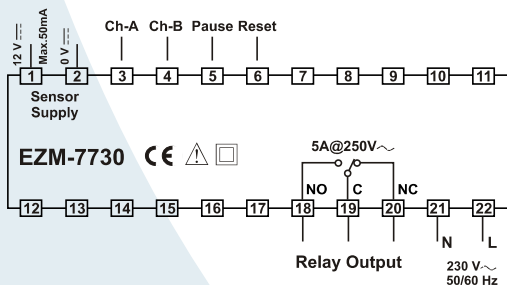 12 V
Max.50mA
0 V
Ch-A Ch-B Pause Reset
1 2 3 4 5 6 7 8 9 10 11
Sensor
Supply
5A@250V~
EZM-7730 CE
NO C NC
12 13 14 15 16 17 18 19 20 21 22
N L
Relay Output
230 V~
50/60 Hz